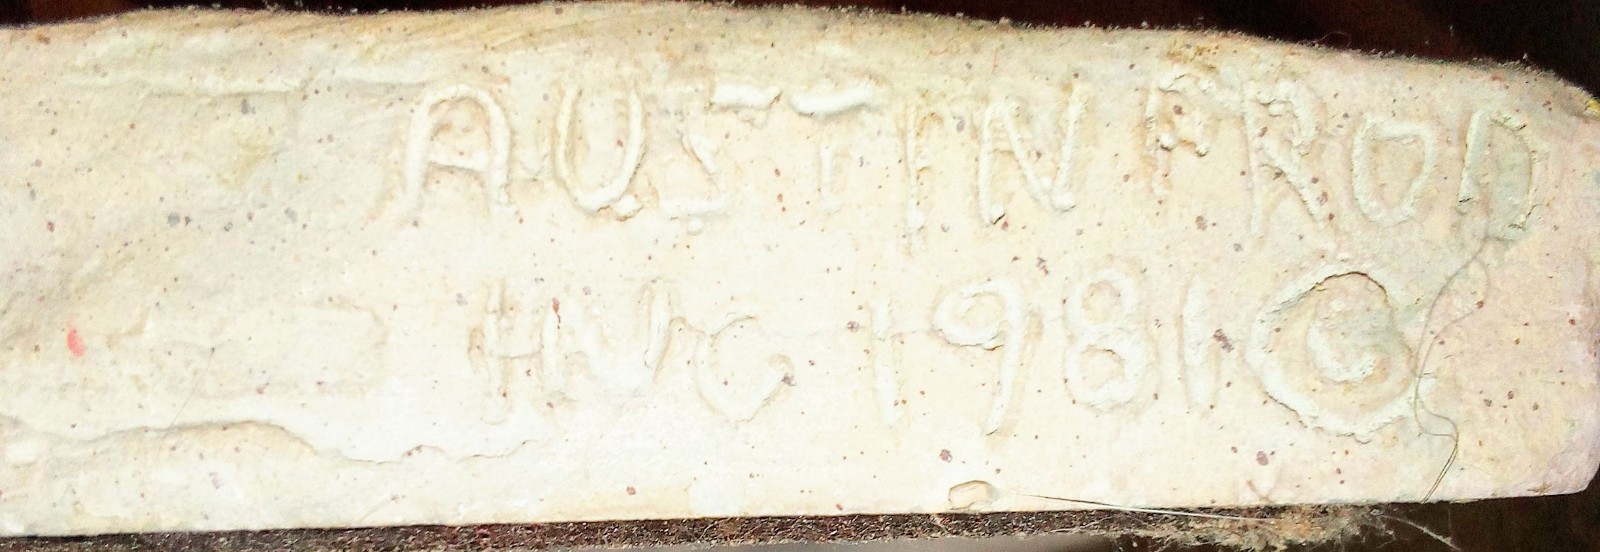 AUSTIN PROD
INC 1981 ©